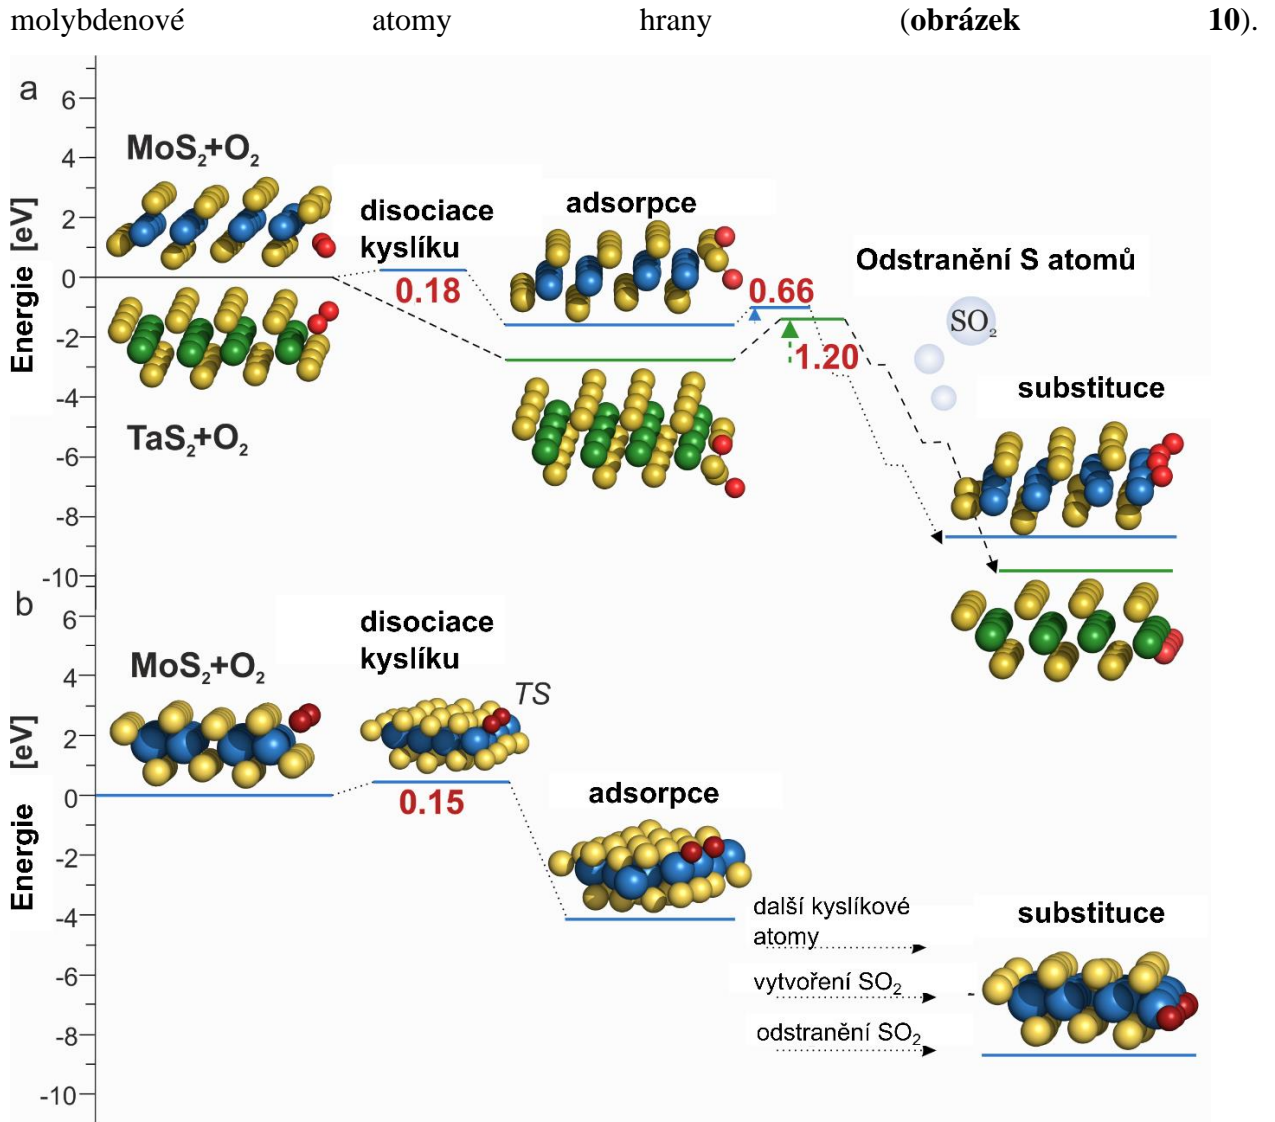 molybdenové atomy hrany (obrázek 10).
a
6
4
2
0
-2
-4
-6
-8
-10
Energie [eV]
MoS₂+O₂
TaS₂+O₂
disociace
kyslíku
0.18
adsorpce
0.66
1.20
Odstranění S atomů
SO₂
substituce
b
6
4
2
0
-2
-4
-6
-8
-10
Energie [eV]
MoS₂+O₂
disociace
kyslíku
TS
0.15
adsorpce
další kyslíkové
atomy
vytvoření SO₂
odstranění SO₂
substituce